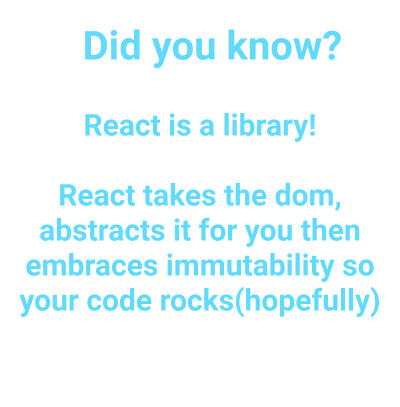 Did you know?
React is a library!
React takes the dom,
abstracts it for you then
embraces immutability so
your code rocks(hopefully)